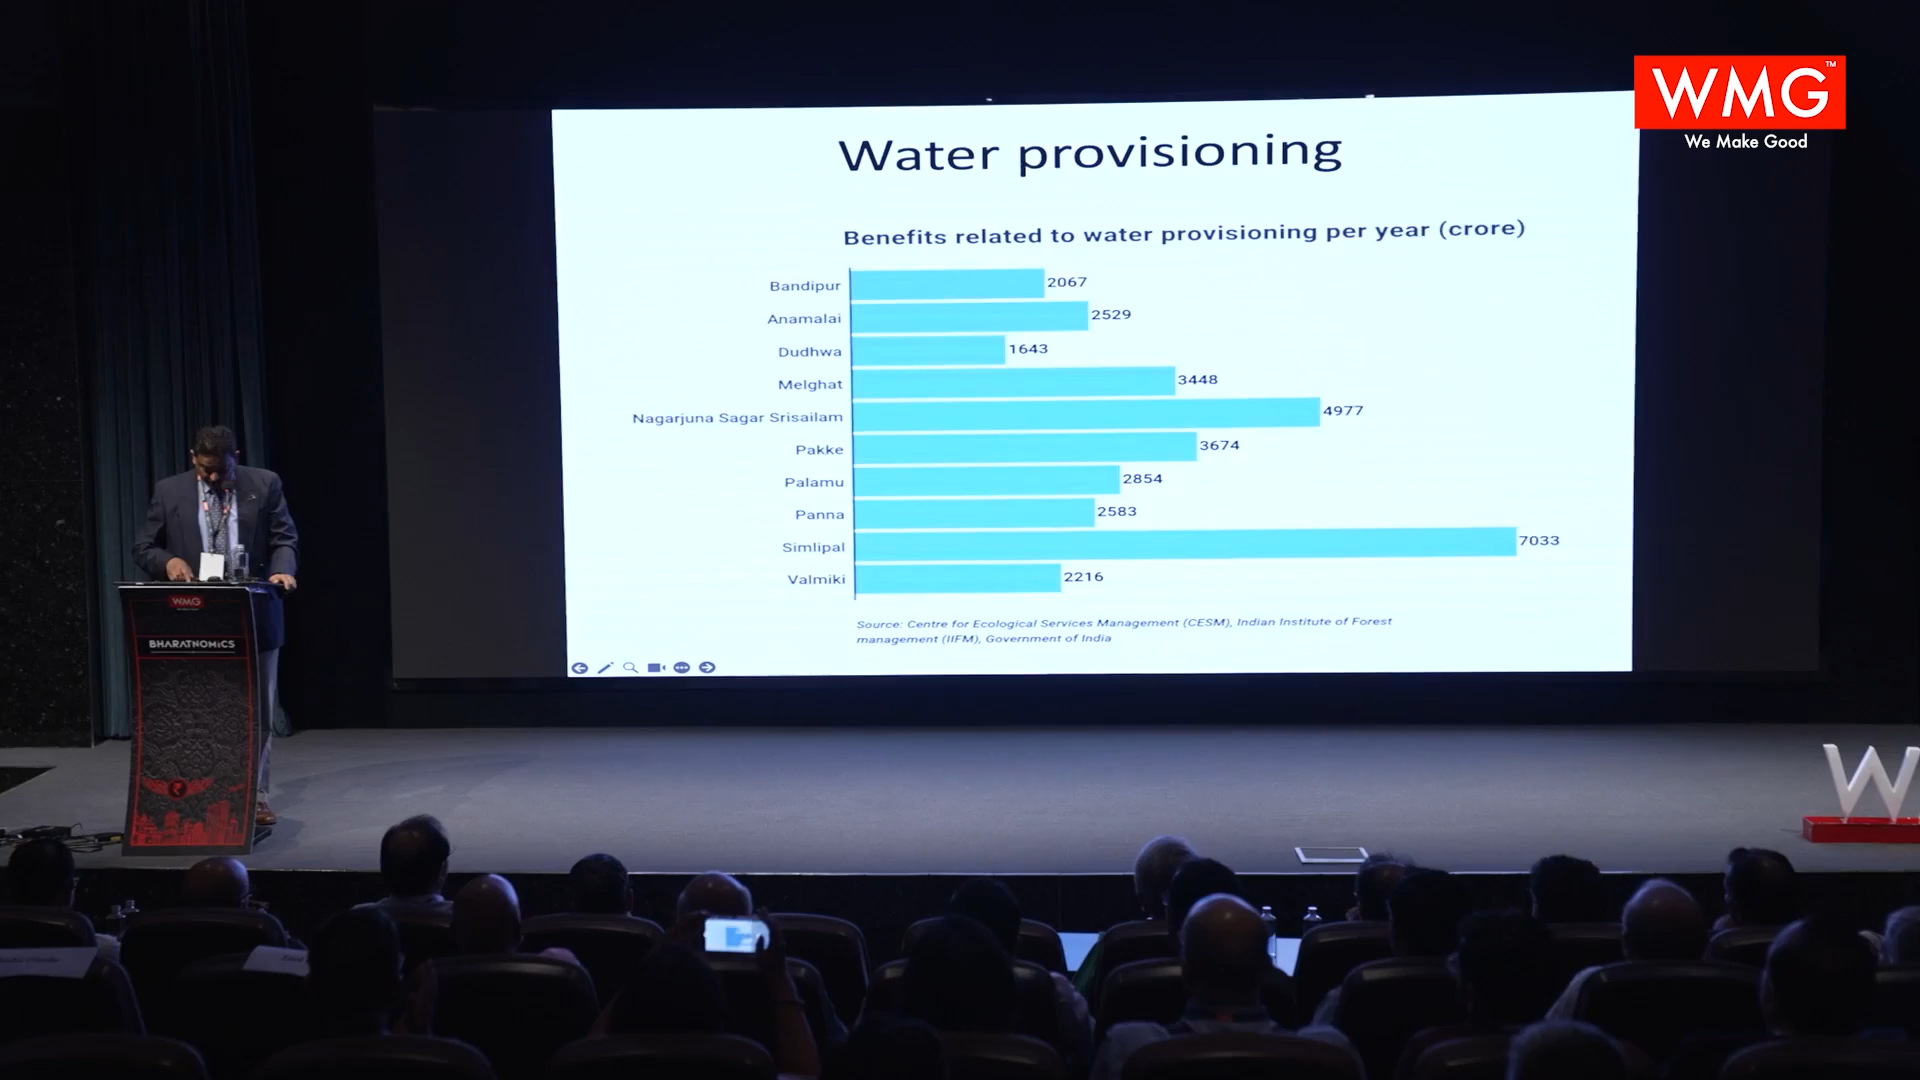 WMG™
We Make Good
Water provisioning
Benefits related to water provisioning per year (crore)
Bandipur 2067
Anamalai 2529
Dudhwa 1643
Melghat 3448
Nagarjuna Sagar Srisailam 4977
Pakke 3674
Palamu 2854
Panna 2583
Simlipal 7033
Valmiki 2216
Source: Centre for Ecological Services Management (CESM), Indian Institute of Forest
management (IIFM), Government of India
WMG
BHARATNOMICS
₹
W